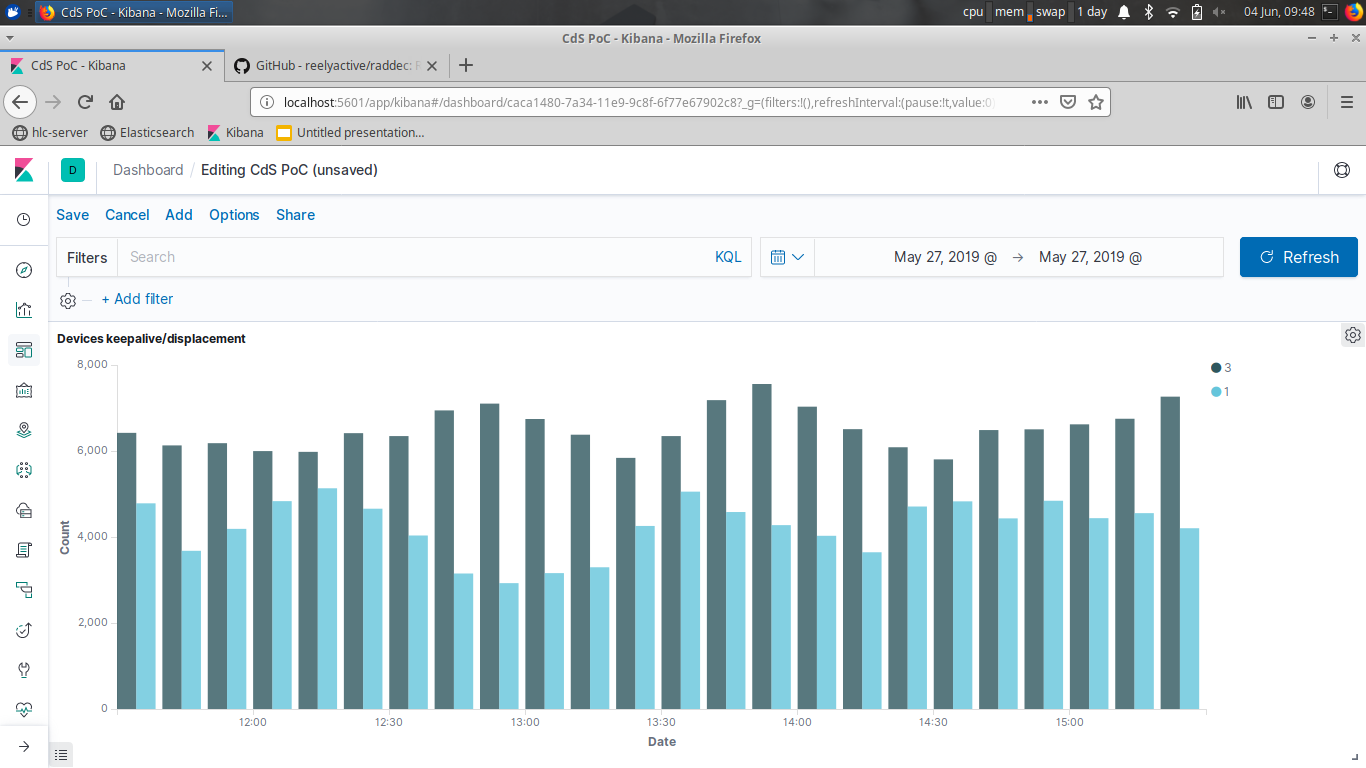 CdS PoC - Kibana - Mozilla Fi...
cpu mem swap 1 day 04 Jun, 09:48
CdS PoC - Kibana - Mozilla Firefox
CdS PoC - Kibana
GitHub - reelyactive/raddec:
localhost:5601/app/kibana#/dashboard/caca1480-7a34-11e9-9c8f-6f77e67902c8?_g=(filters:!(),refreshInterval:(pause:!t,value:0)
hlc-server Elasticsearch Kibana Untitled presentation...
D Dashboard / Editing CdS PoC (unsaved)
Save Cancel Add Options Share
Filters Search KQL May 27, 2019 @ → May 27, 2019 @ Refresh
+ Add filter
Devices keepalive/displacement
8,000
6,000
4,000
2,000
0
Count
3
1
12:00 12:30 13:00 13:30 14:00 14:30 15:00
Date